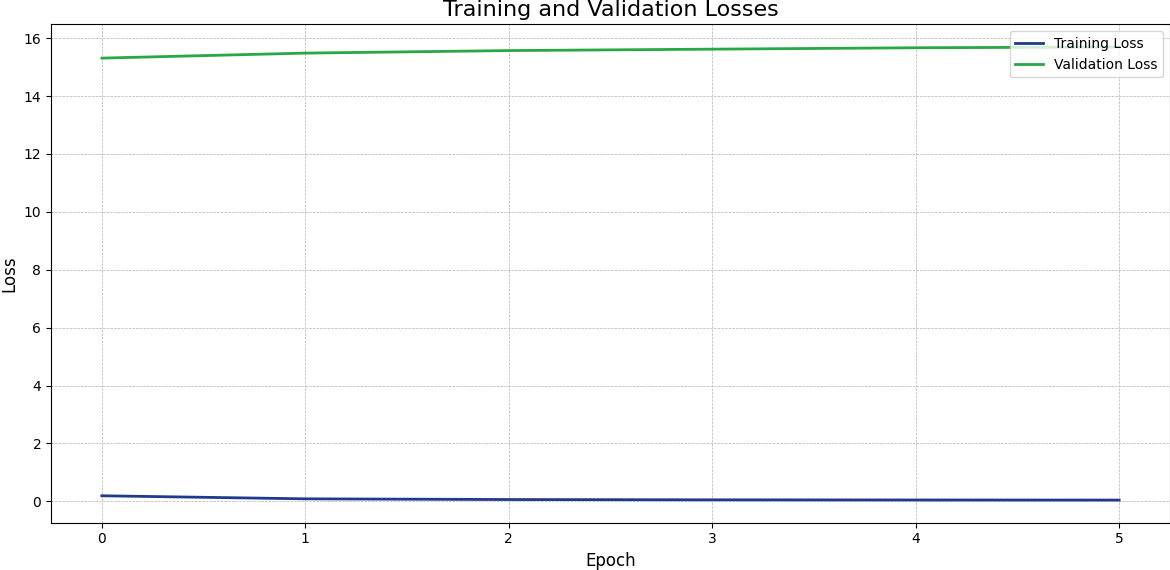 Training and Validation Losses
16
14
12
10
8
6
4
2
0
Loss
Training Loss
Validation Loss
0 1 2 3 4 5
Epoch